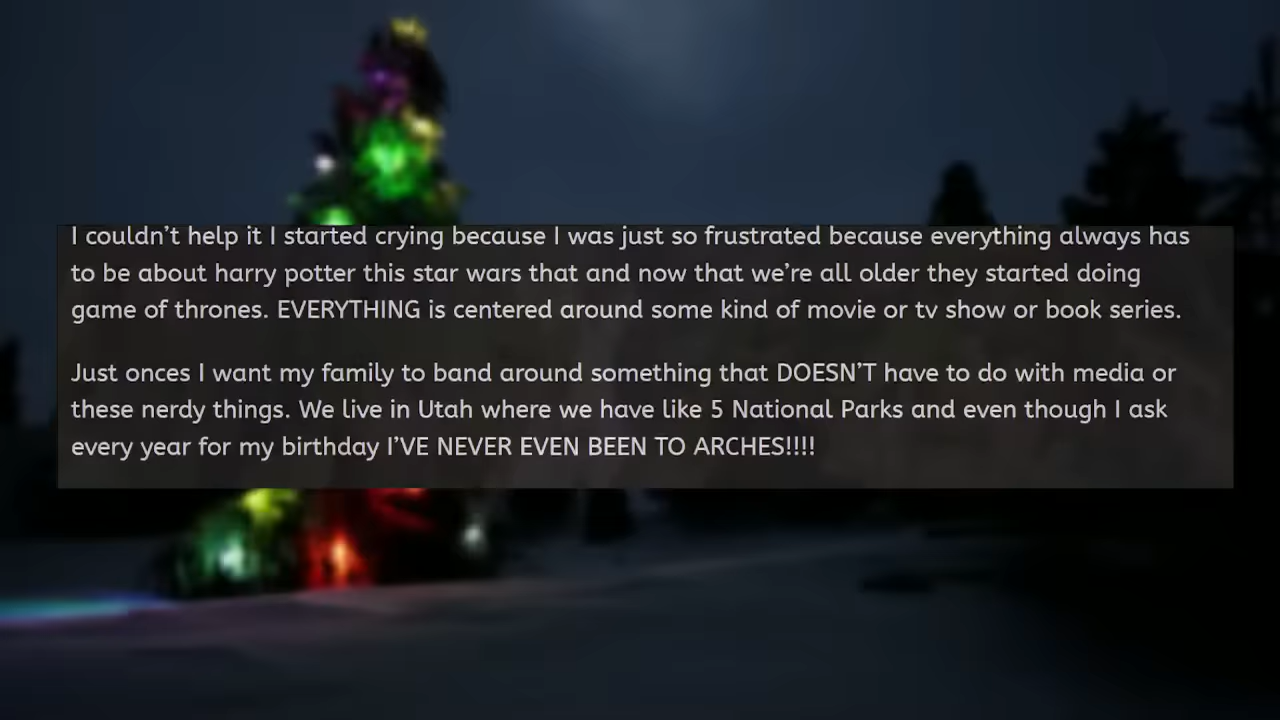 I couldn’t help it I started crying because I was just so frustrated because everything always has
to be about harry potter this star wars that and now that we’re all older they started doing
game of thrones. EVERYTHING is centered around some kind of movie or tv show or book series.
Just onces I want my family to band around something that DOESN’T have to do with media or
these nerdy things. We live in Utah where we have like 5 National Parks and even though I ask
every year for my birthday I’VE NEVER EVEN BEEN TO ARCHES!!!!